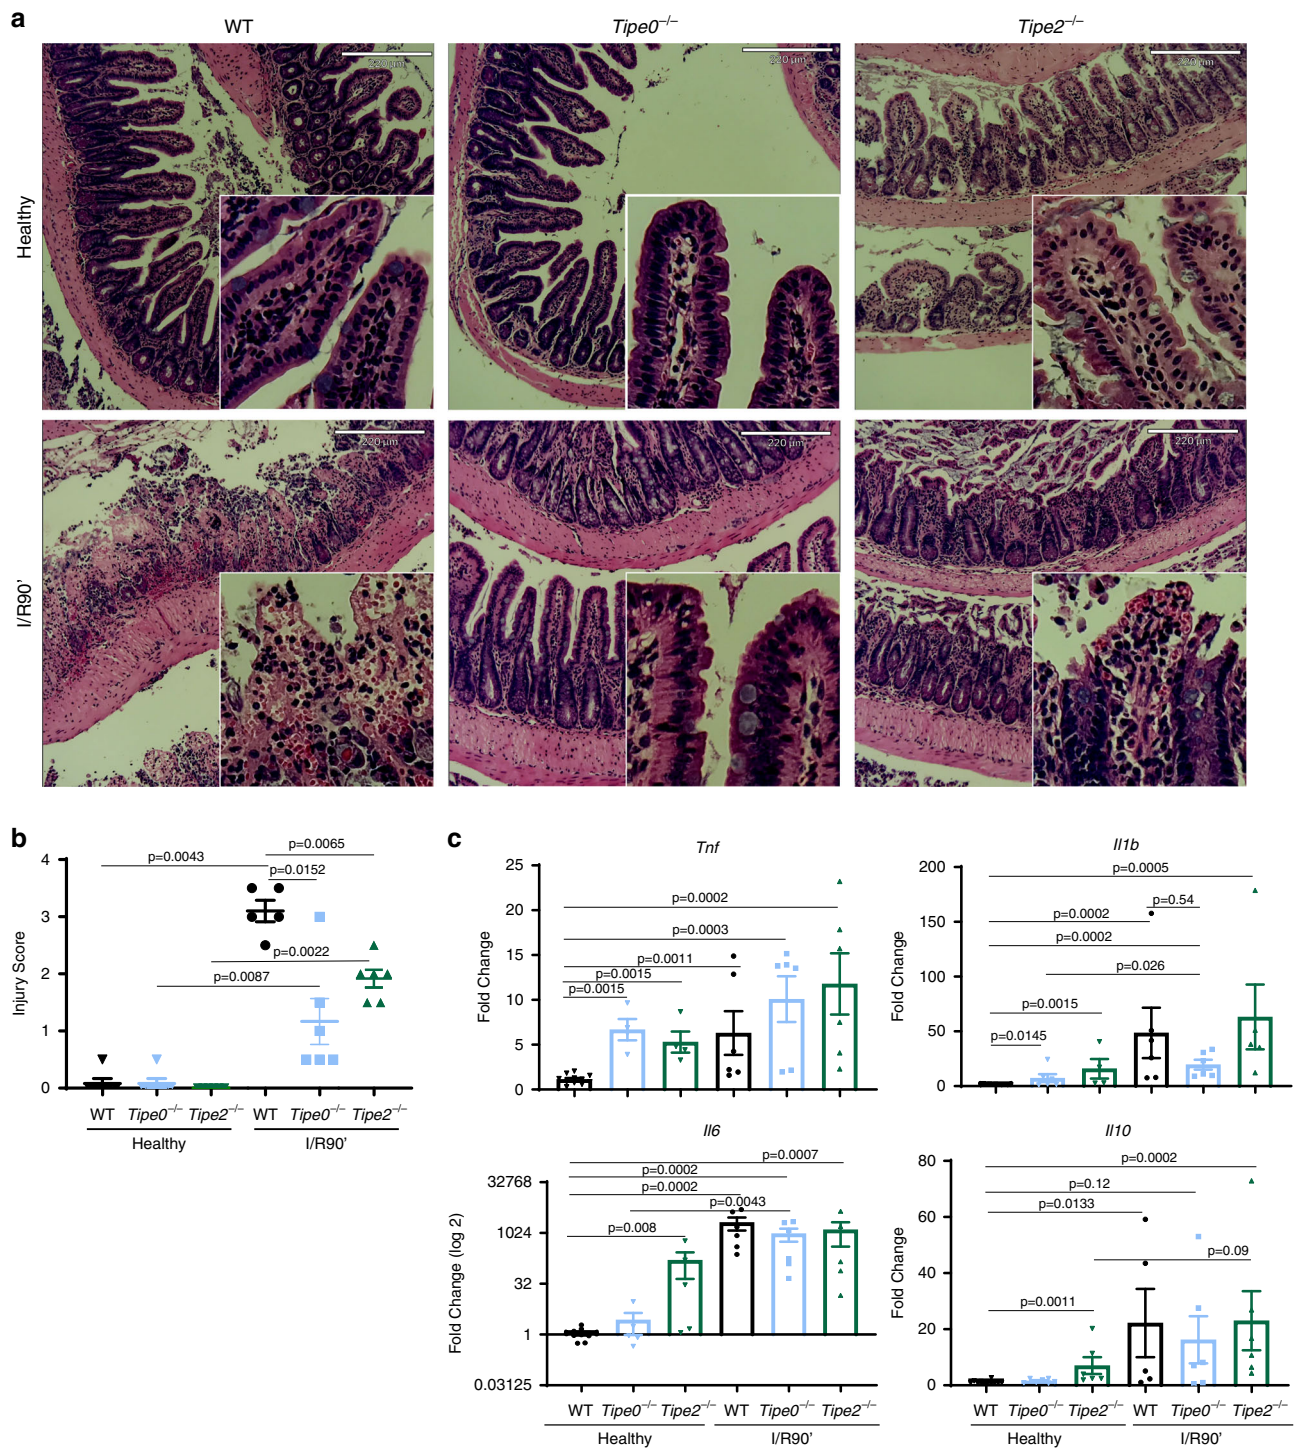 a
WT Tipe0−/− Tipe2−/−
Healthy
220 µm 220 µm 220 µm
I/R90'
220 µm 220 µm 220 µm
b
Injury Score
4
3
2
1
0
p=0.0043
p=0.0065
p=0.0152
p=0.0022
p=0.0087
WT Tipe0−/− Tipe2−/− WT Tipe0−/− Tipe2−/−
Healthy I/R90'
c
Tnf
Fold Change
25
20
15
10
5
0
p=0.0002
p=0.0003
p=0.0011
p=0.0015
p=0.0015
Il1b
Fold Change
200
150
100
50
0
p=0.0005
p=0.54
p=0.0002
p=0.0002
p=0.026
p=0.0015
p=0.0145
Il6
Fold Change (log 2)
32768
1024
32
1
0.03125
p=0.0007
p=0.0002
p=0.0002
p=0.0043
p=0.008
WT Tipe0−/− Tipe2−/− WT Tipe0−/− Tipe2−/−
Healthy I/R90'
Il10
Fold Change
80
60
40
20
0
p=0.0002
p=0.12
p=0.0133
p=0.09
p=0.0011
WT Tipe0−/− Tipe2−/− WT Tipe0−/− Tipe2−/−
Healthy I/R90'